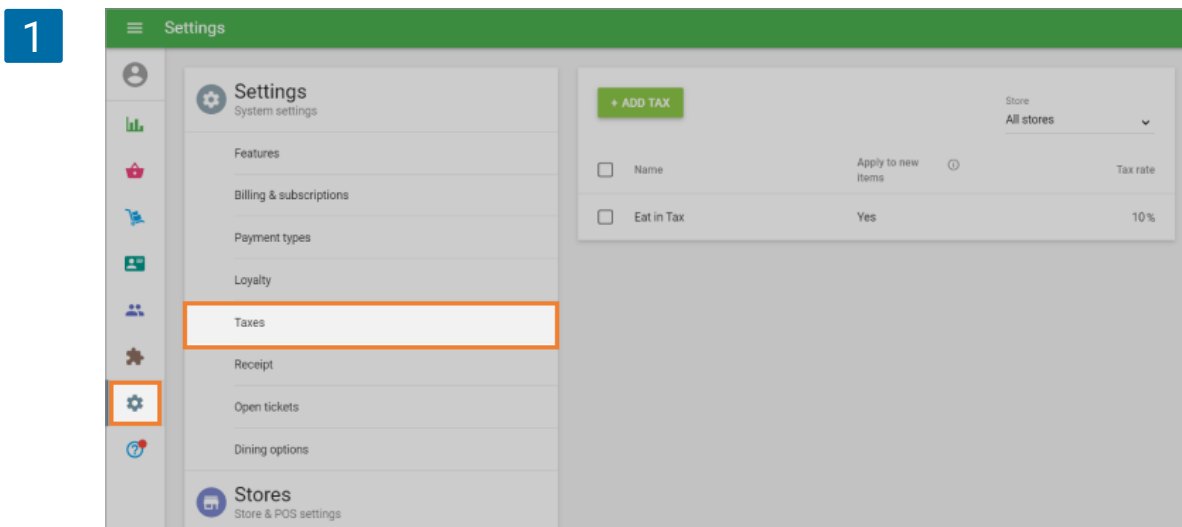 1
Settings
Settings
System settings
Features
Billing & subscriptions
Payment types
Loyalty
Taxes
Receipt
Open tickets
Dining options
Stores
Store & POS settings
+ ADD TAX
Store
All stores
Name
Apply to new
items
Tax rate
Eat in Tax
Yes
10%